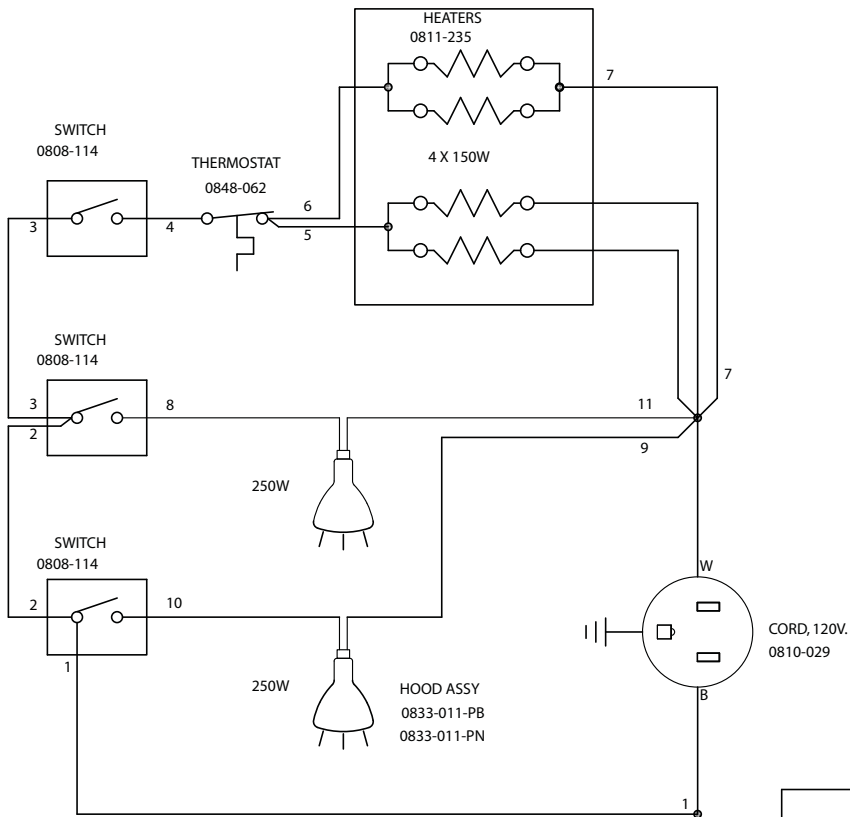 HEATERS
0811-235
7
SWITCH
0808-114
4 X 150W
THERMOSTAT
0848-062
6
3
4
5
SWITCH
0808-114
7
3
8
11
2
9
250W
SWITCH
0808-114
W
2
10
CORD, 120V.
0810-029
1
250W
HOOD ASSY
0833-011-PB
0833-011-PN
B
1